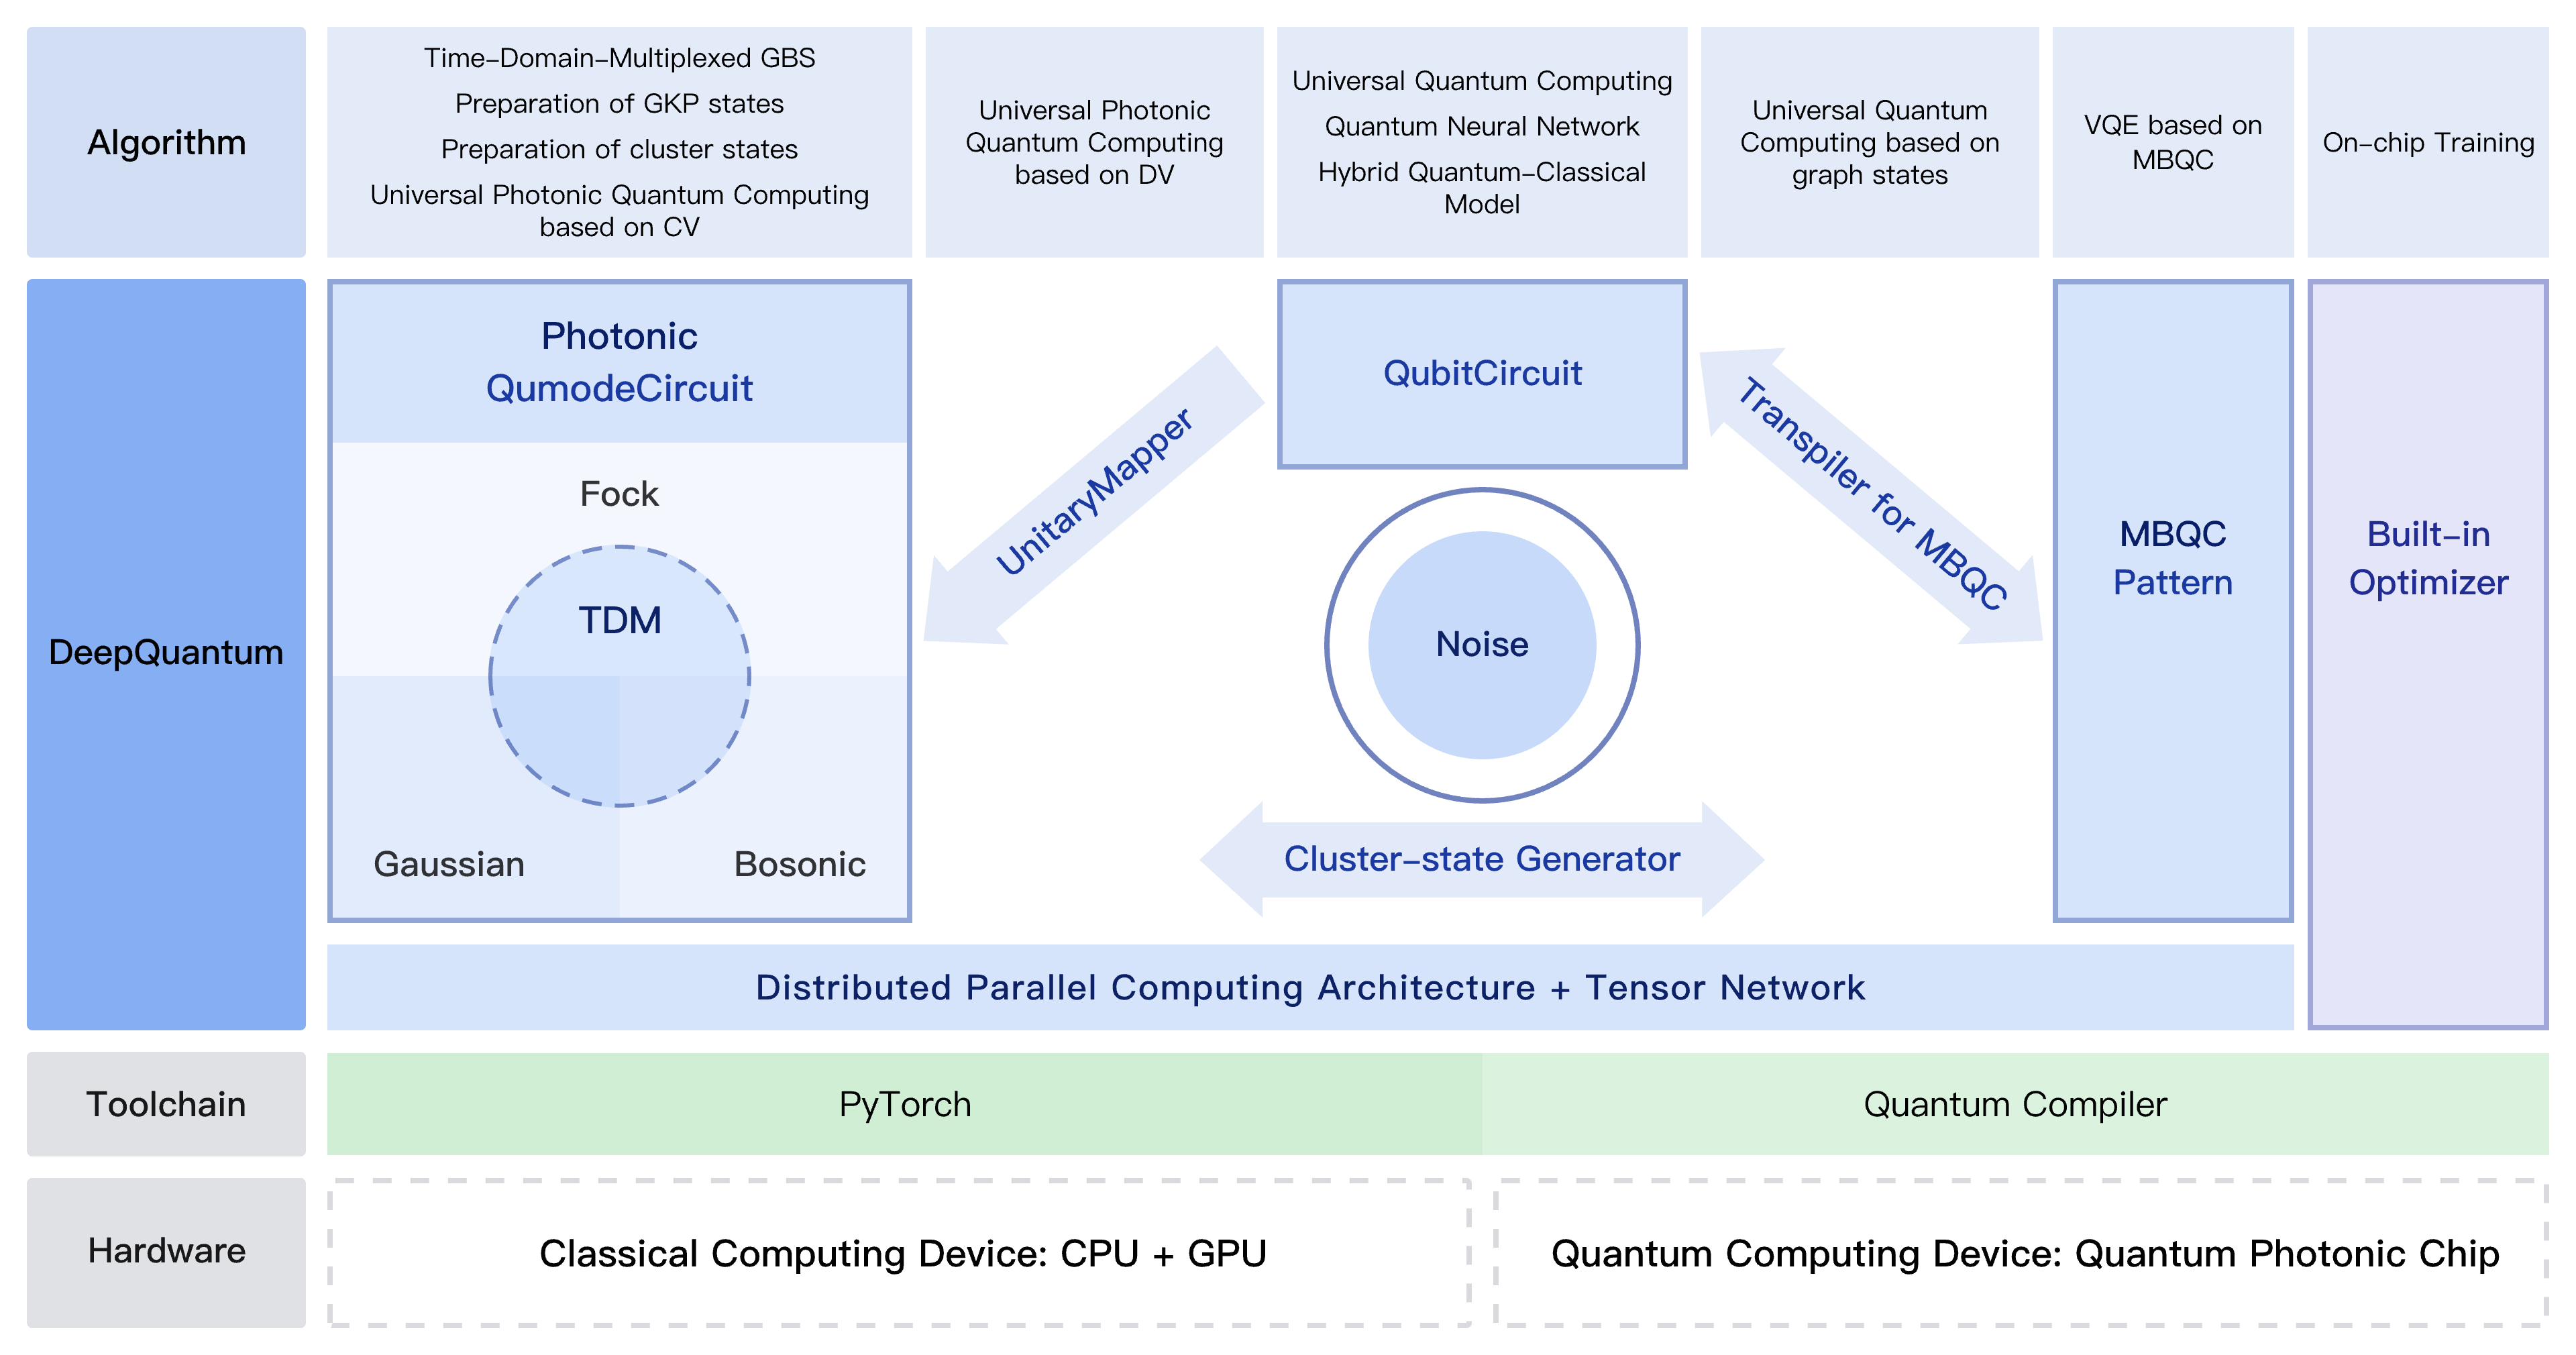 Algorithm
Time-Domain-Multiplexed GBS
Preparation of GKP states
Preparation of cluster states
Universal Photonic Quantum Computing
based on CV
Universal Photonic
Quantum Computing
based on DV
Universal Quantum Computing
Quantum Neural Network
Hybrid Quantum-Classical
Model
Universal Quantum
Computing based on
graph states
VQE based on
MBQC
On-chip Training
DeepQuantum
Photonic
QumodeCircuit
Fock
TDM
Gaussian
Bosonic
UnitaryMapper
QubitCircuit
Noise
Transpiler for MBQC
Cluster-state Generator
MBQC
Pattern
Built-in
Optimizer
Distributed Parallel Computing Architecture + Tensor Network
Toolchain
PyTorch
Quantum Compiler
Hardware
Classical Computing Device: CPU + GPU
Quantum Computing Device: Quantum Photonic Chip